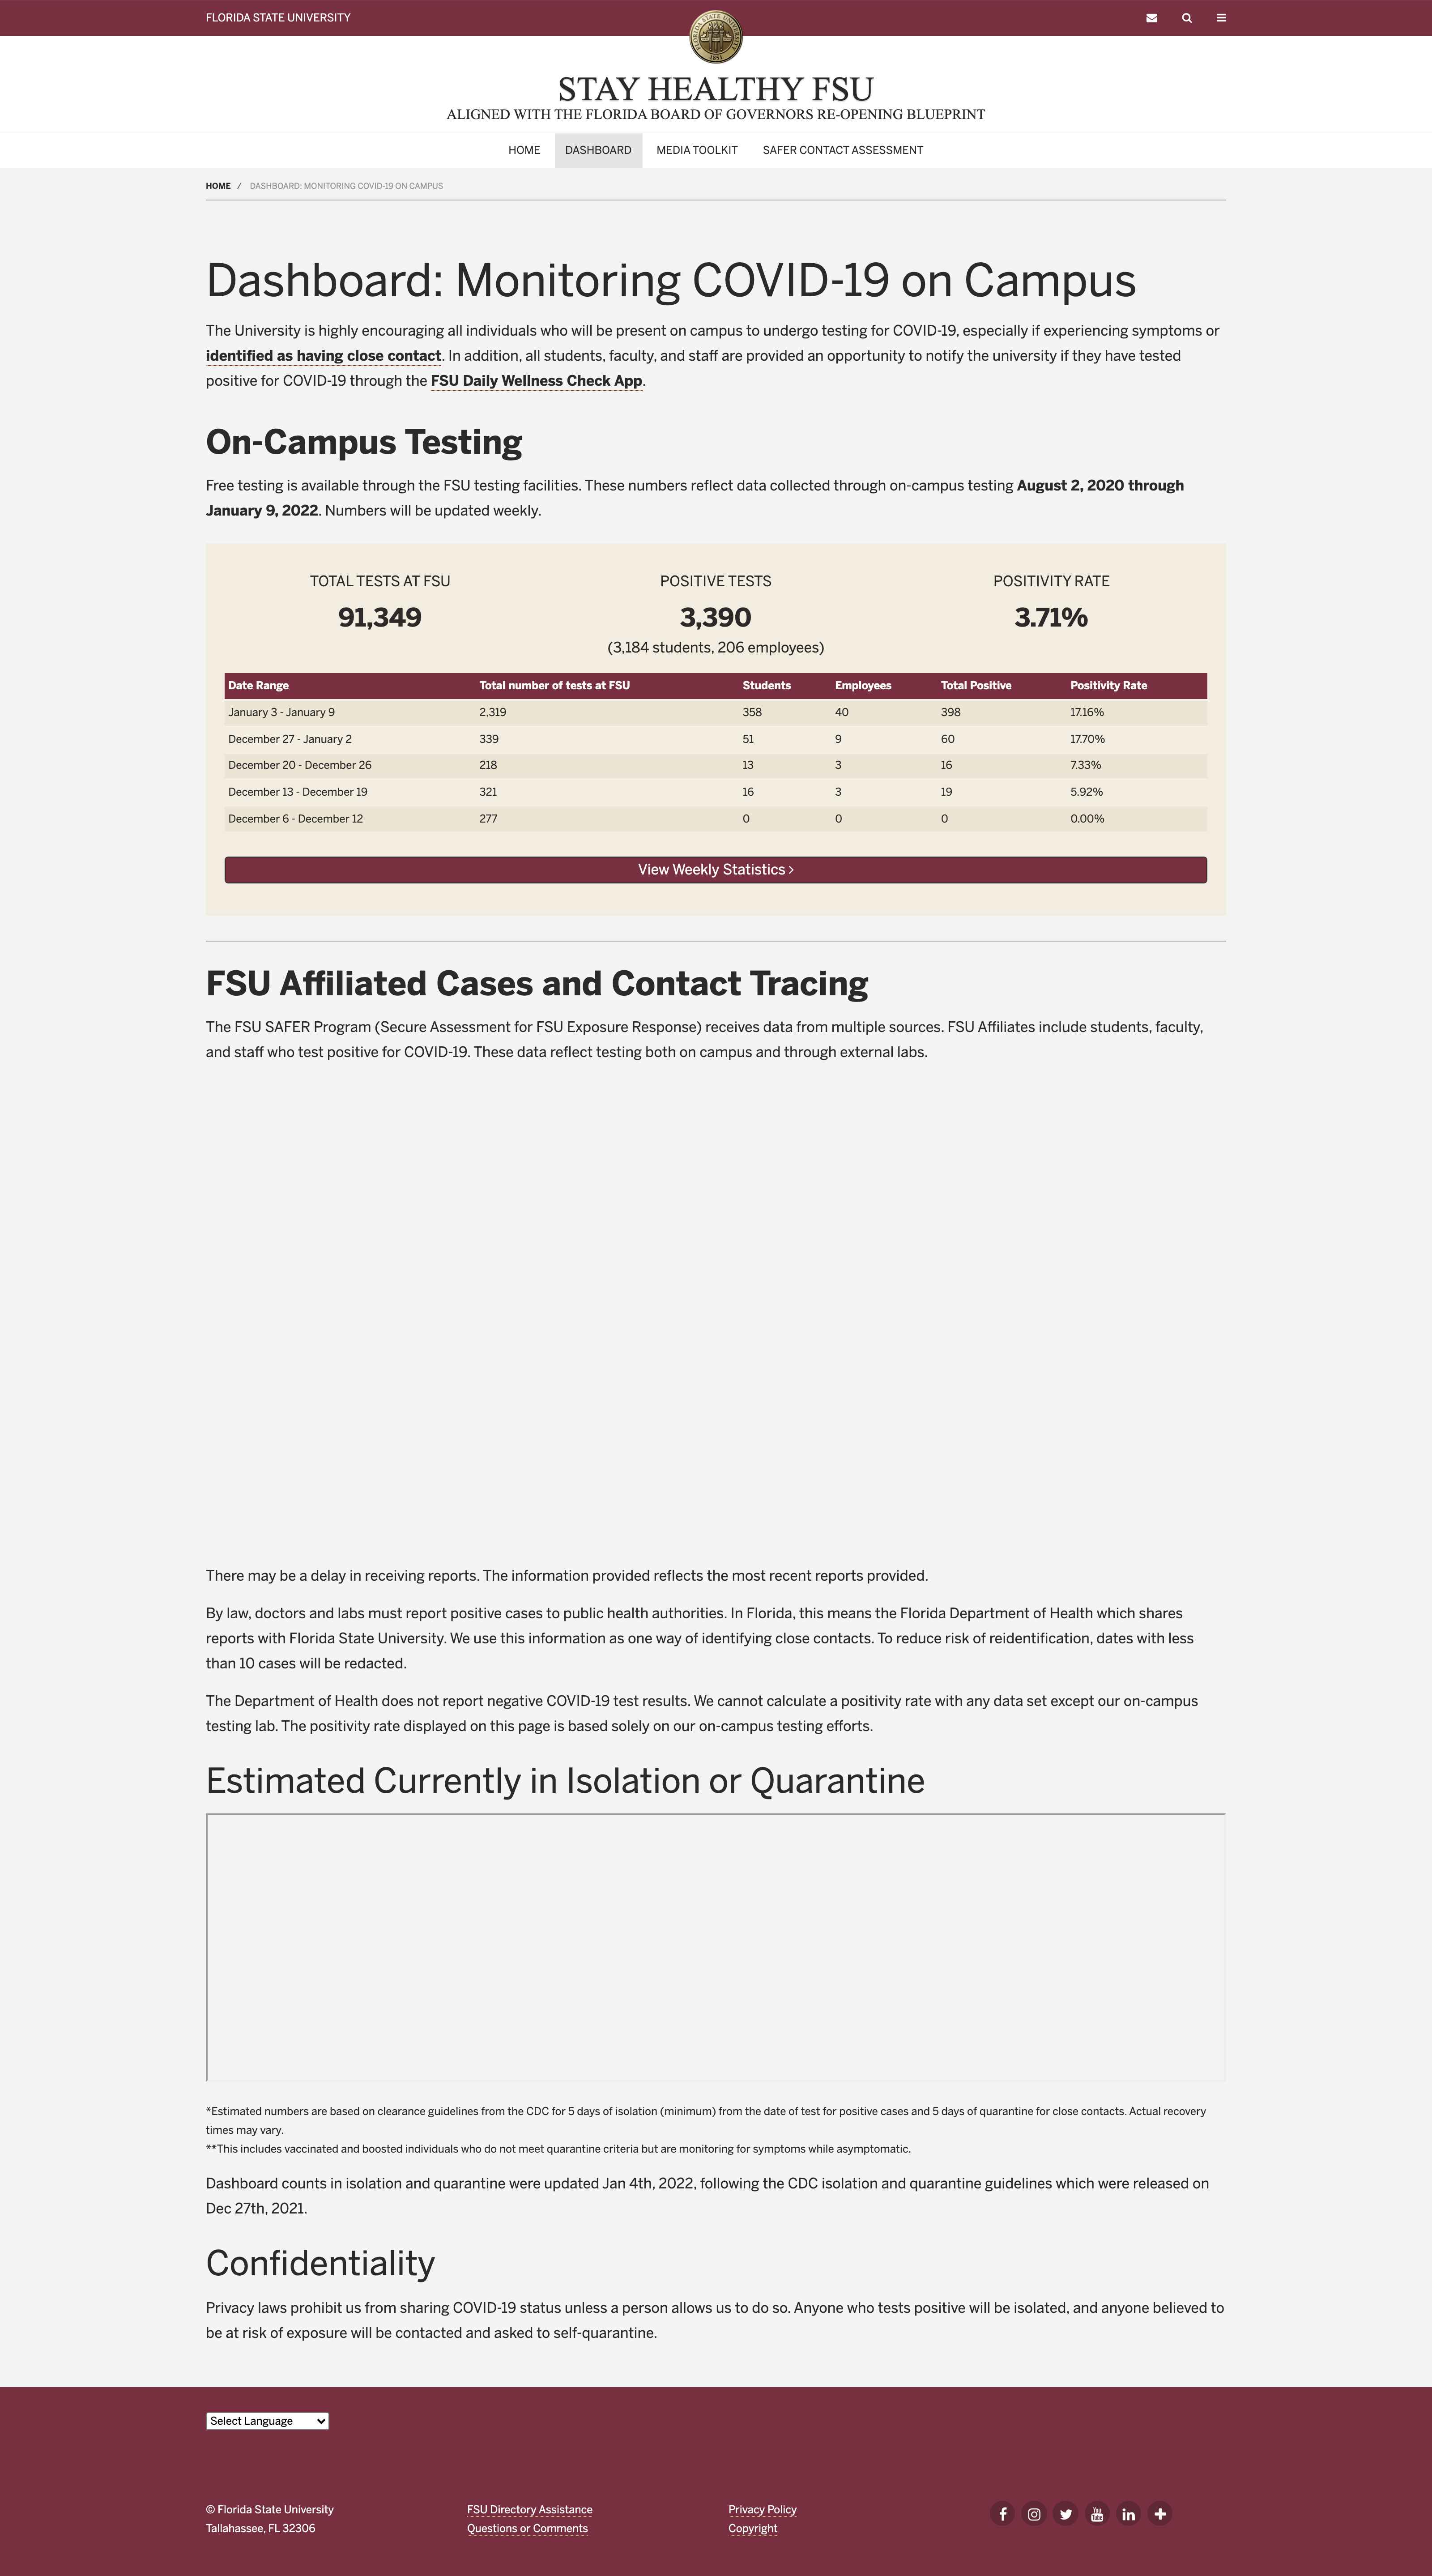 FLORIDA STATE UNIVERSITY
STAY HEALTHY FSU
ALIGNED WITH THE FLORIDA BOARD OF GOVERNORS RE-OPENING BLUEPRINT
HOME DASHBOARD MEDIA TOOLKIT SAFER CONTACT ASSESSMENT
HOME / DASHBOARD: MONITORING COVID-19 ON CAMPUS
Dashboard: Monitoring COVID-19 on Campus
The University is highly encouraging all individuals who will be present on campus to undergo testing for COVID-19, especially if experiencing symptoms or
identified as having close contact. In addition, all students, faculty, and staff are provided an opportunity to notify the university if they have tested
positive for COVID-19 through the FSU Daily Wellness Check App.
On-Campus Testing
Free testing is available through the FSU testing facilities. These numbers reflect data collected through on-campus testing August 2, 2020 through
January 9, 2022. Numbers will be updated weekly.
TOTAL TESTS AT FSU POSITIVE TESTS POSITIVITY RATE
91,349 3,390 3.71%
(3,184 students, 206 employees)
Date Range Total number of tests at FSU Students Employees Total Positive Positivity Rate
January 3 - January 9 2,319 358 40 398 17.16%
December 27 - January 2 339 51 9 60 17.70%
December 20 - December 26 218 13 3 16 7.33%
December 13 - December 19 321 16 3 19 5.92%
December 6 - December 12 277 0 0 0 0.00%
View Weekly Statistics >
FSU Affiliated Cases and Contact Tracing
The FSU SAFER Program (Secure Assessment for FSU Exposure Response) receives data from multiple sources. FSU Affiliates include students, faculty,
and staff who test positive for COVID-19. These data reflect testing both on campus and through external labs.
There may be a delay in receiving reports. The information provided reflects the most recent reports provided.
By law, doctors and labs must report positive cases to public health authorities. In Florida, this means the Florida Department of Health which shares
reports with Florida State University. We use this information as one way of identifying close contacts. To reduce risk of reidentification, dates with less
than 10 cases will be redacted.
The Department of Health does not report negative COVID-19 test results. We cannot calculate a positivity rate with any data set except our on-campus
testing lab. The positivity rate displayed on this page is based solely on our on-campus testing efforts.
Estimated Currently in Isolation or Quarantine
*Estimated numbers are based on clearance guidelines from the CDC for 5 days of isolation (minimum) from the date of test for positive cases and 5 days of quarantine for close contacts. Actual recovery
times may vary.
**This includes vaccinated and boosted individuals who do not meet quarantine criteria but are monitoring for symptoms while asymptomatic.
Dashboard counts in isolation and quarantine were updated Jan 4th, 2022, following the CDC isolation and quarantine guidelines which were released on
Dec 27th, 2021.
Confidentiality
Privacy laws prohibit us from sharing COVID-19 status unless a person allows us to do so. Anyone who tests positive will be isolated, and anyone believed to
be at risk of exposure will be contacted and asked to self-quarantine.
Select Language
© Florida State University FSU Directory Assistance Privacy Policy
Tallahassee, FL 32306 Questions or Comments Copyright